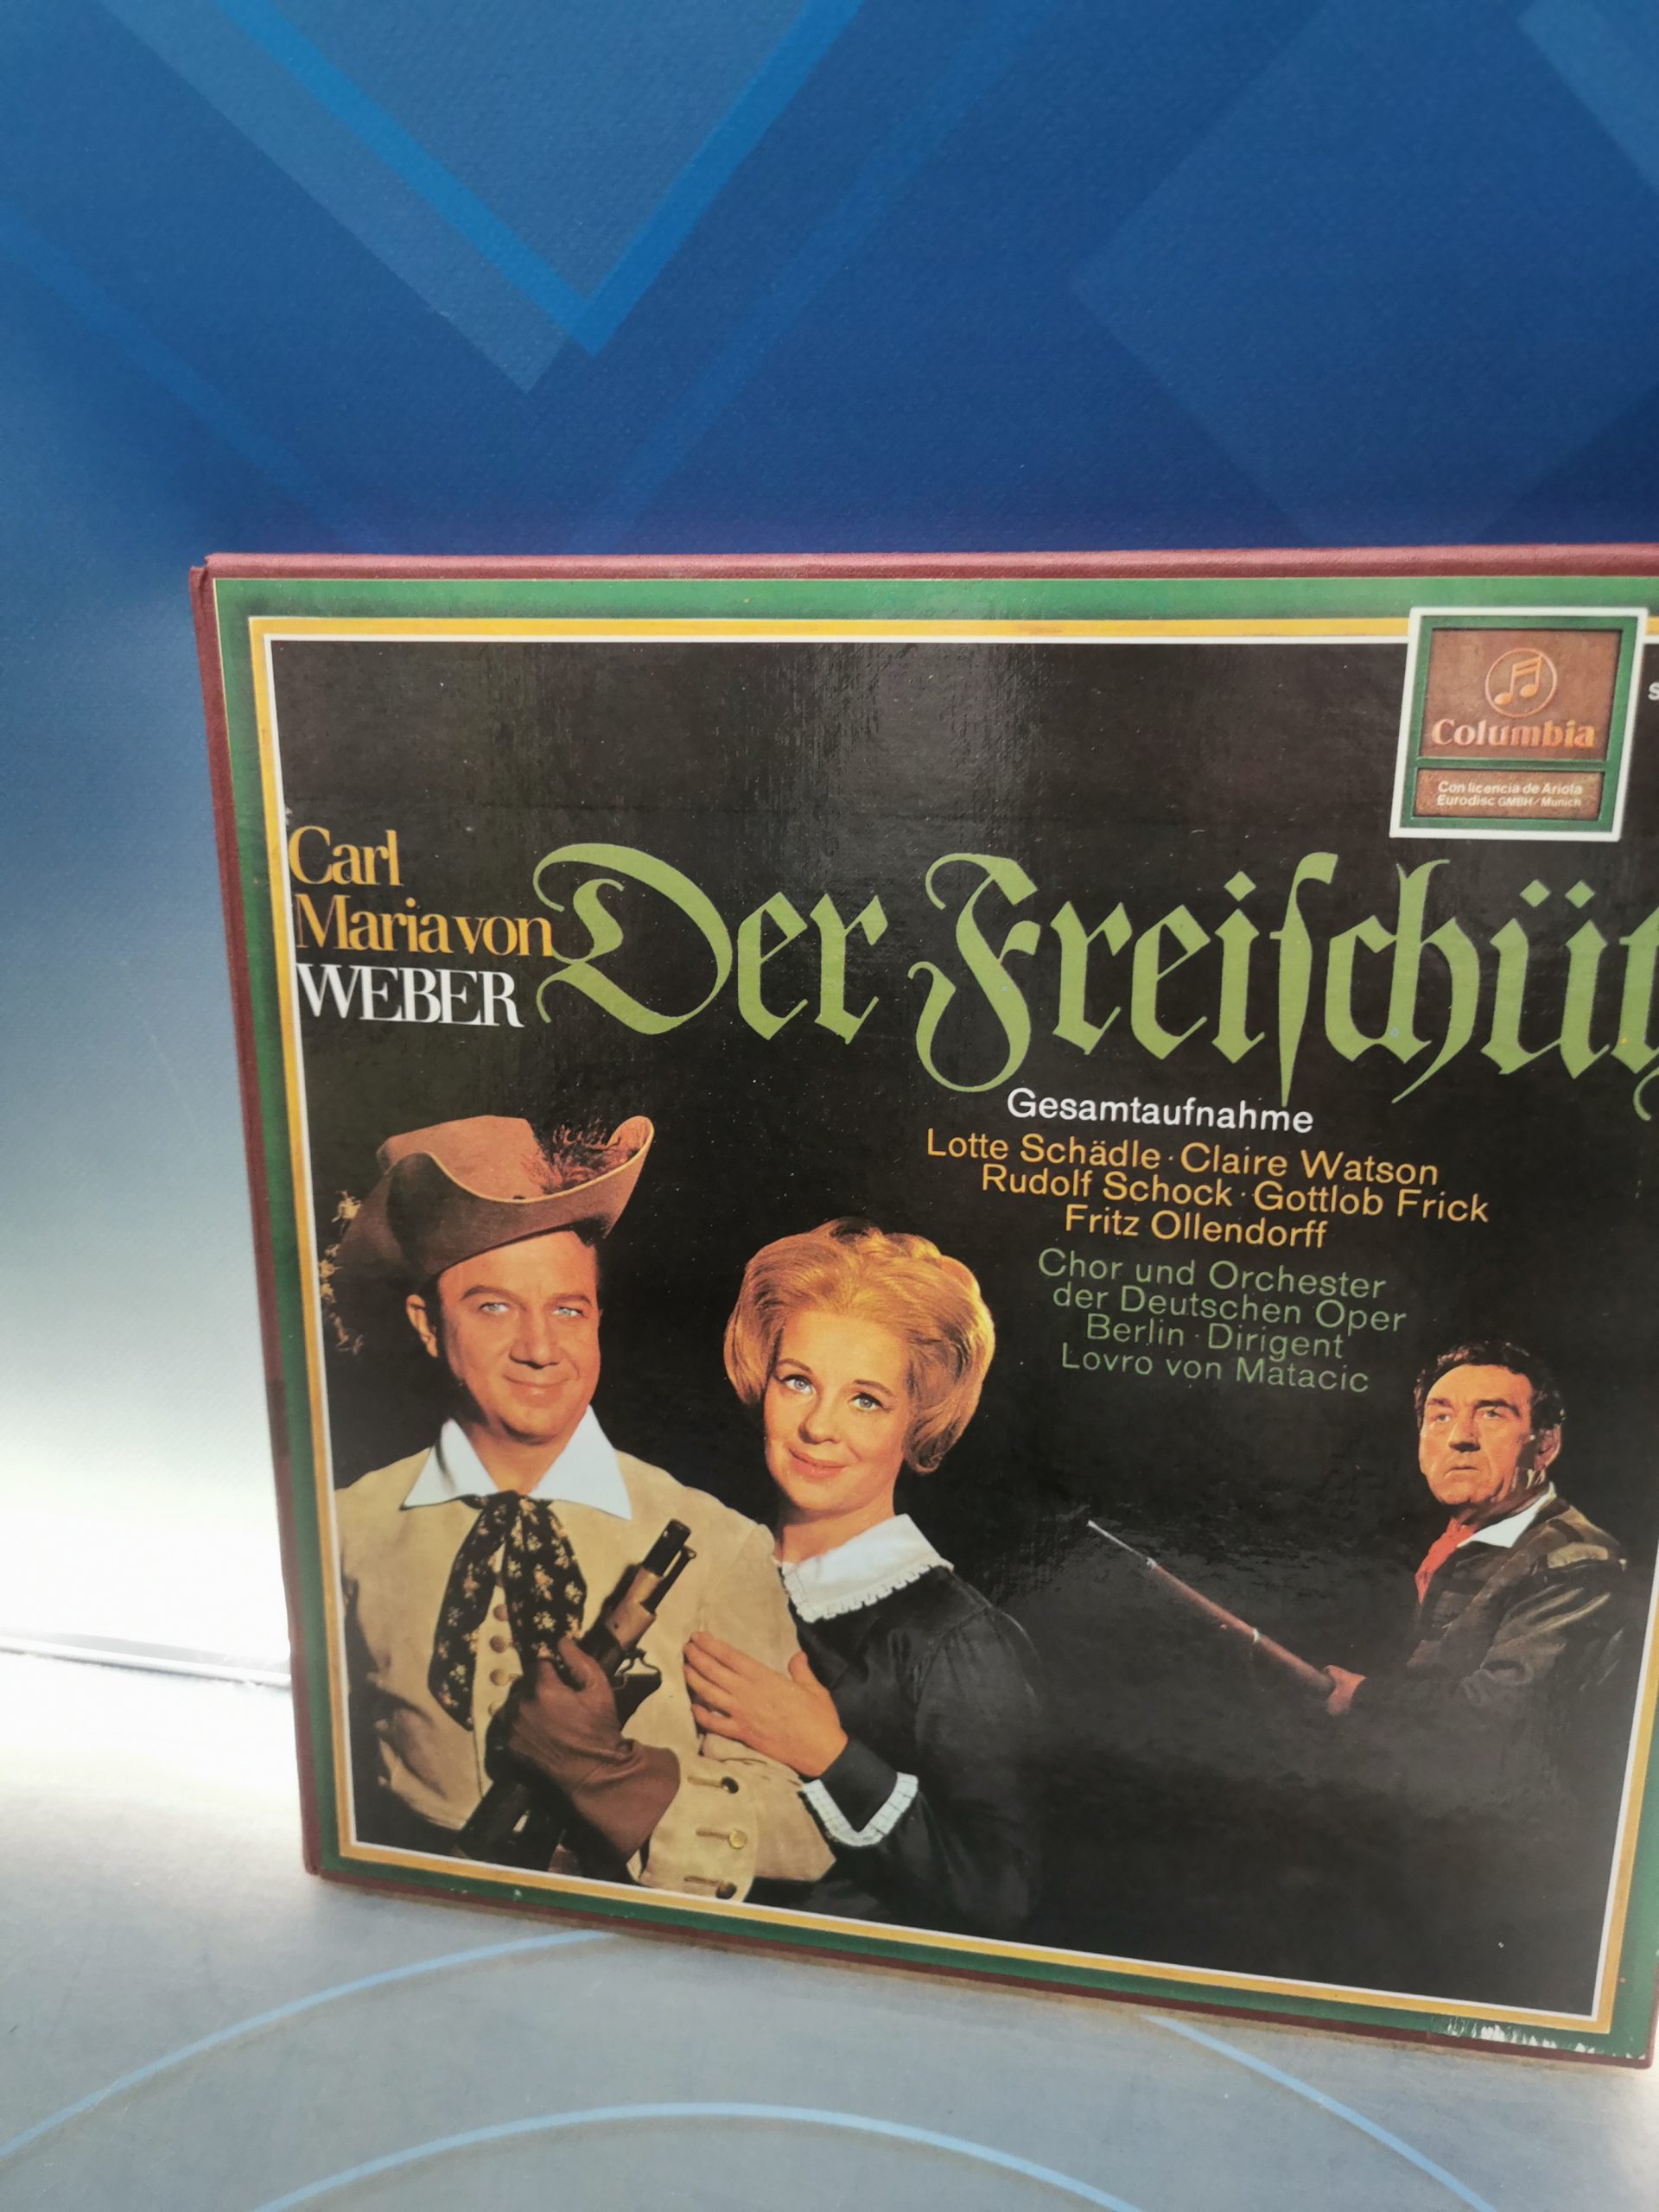 Columbia
Con licencia de Ariola
Eurodisc GMBH/Munich
Carl
Maria von
WEBER
Der Freiſchü
Gesamtaufnahme
Lotte Schädle · Claire Watson
Rudolf Schock · Gottlob Frick
Fritz Ollendorff
Chor und Orchester
der Deutschen Oper
Berlin · Dirigent
Lovro von Matacic